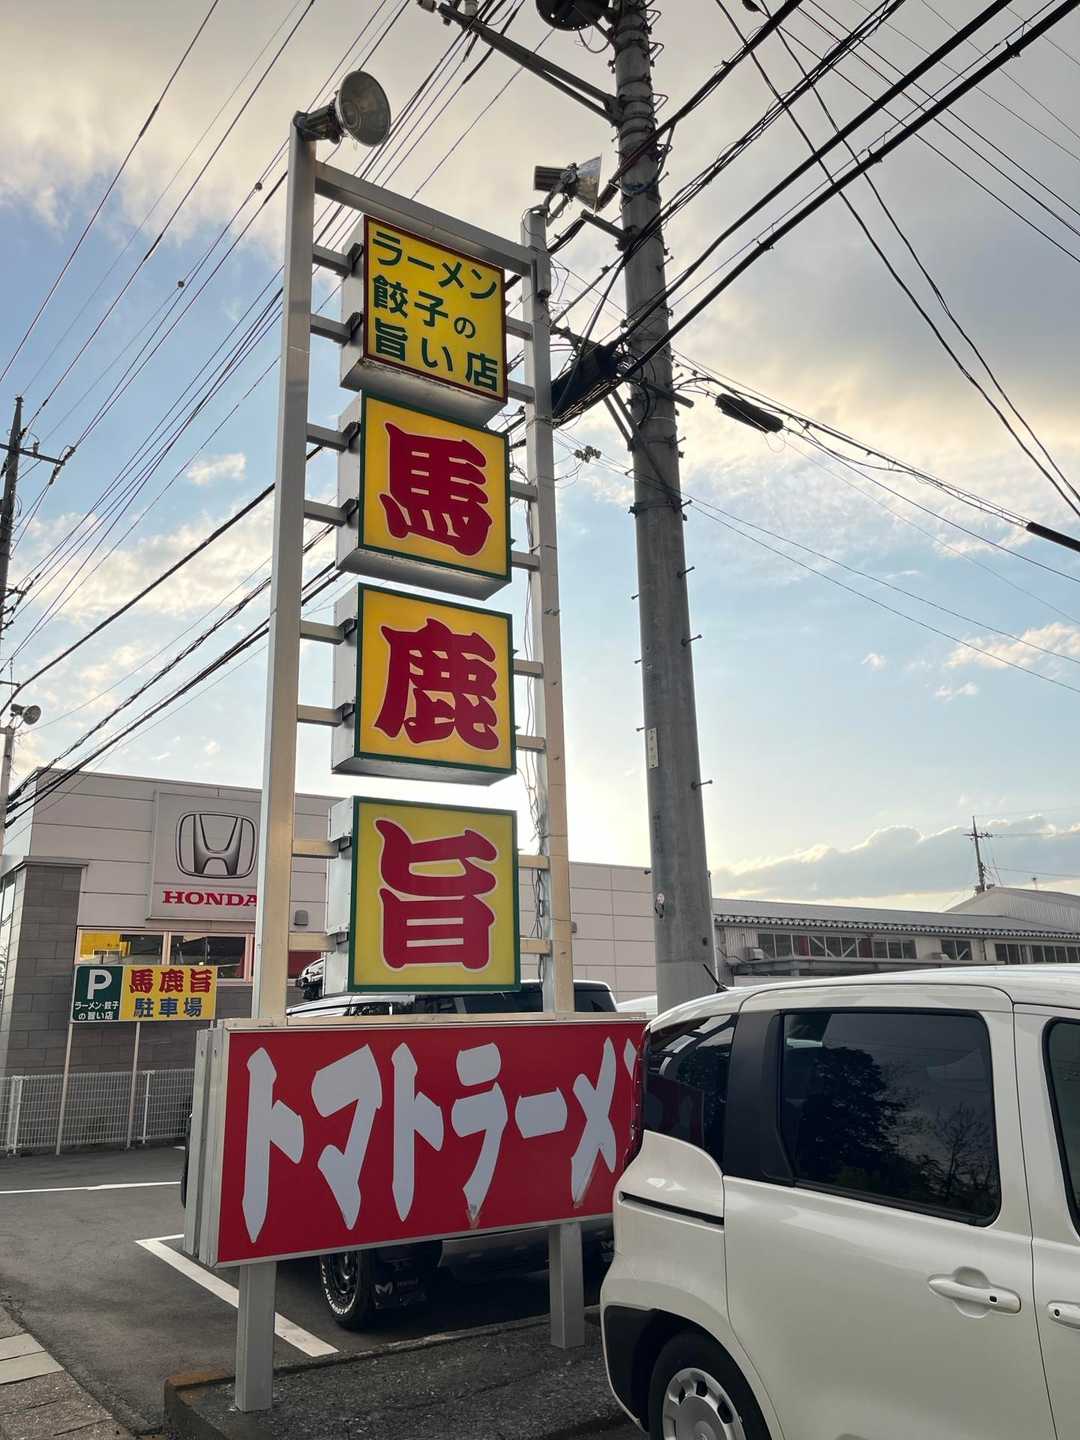 ラーメン
餃子の
旨い店
馬
鹿
旨
HONDA
P
ラーメン・餃子
の旨い店
馬鹿旨
駐車場
トマトラーメン